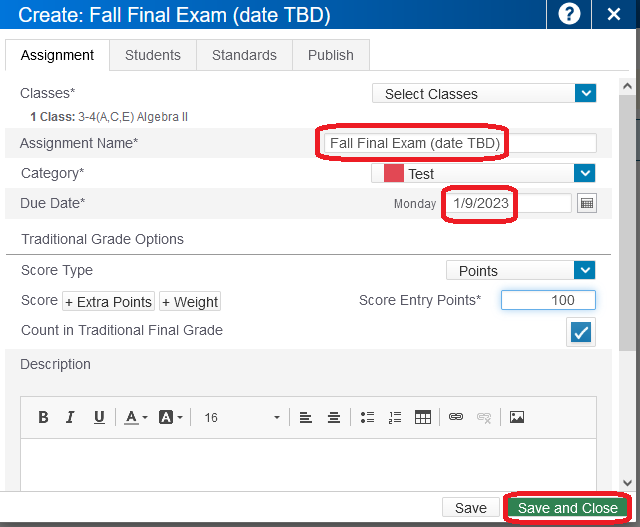 Create: Fall Final Exam (date TBD) ? ×
Assignment Students Standards Publish
Classes* Select Classes
1 Class: 3-4(A,C,E) Algebra II
Assignment Name* Fall Final Exam (date TBD)
Category* Test
Due Date* Monday 1/9/2023
Traditional Grade Options
Score Type Points
Score + Extra Points + Weight Score Entry Points* 100
Count in Traditional Final Grade
Description
B I U A A 16
Save Save and Close